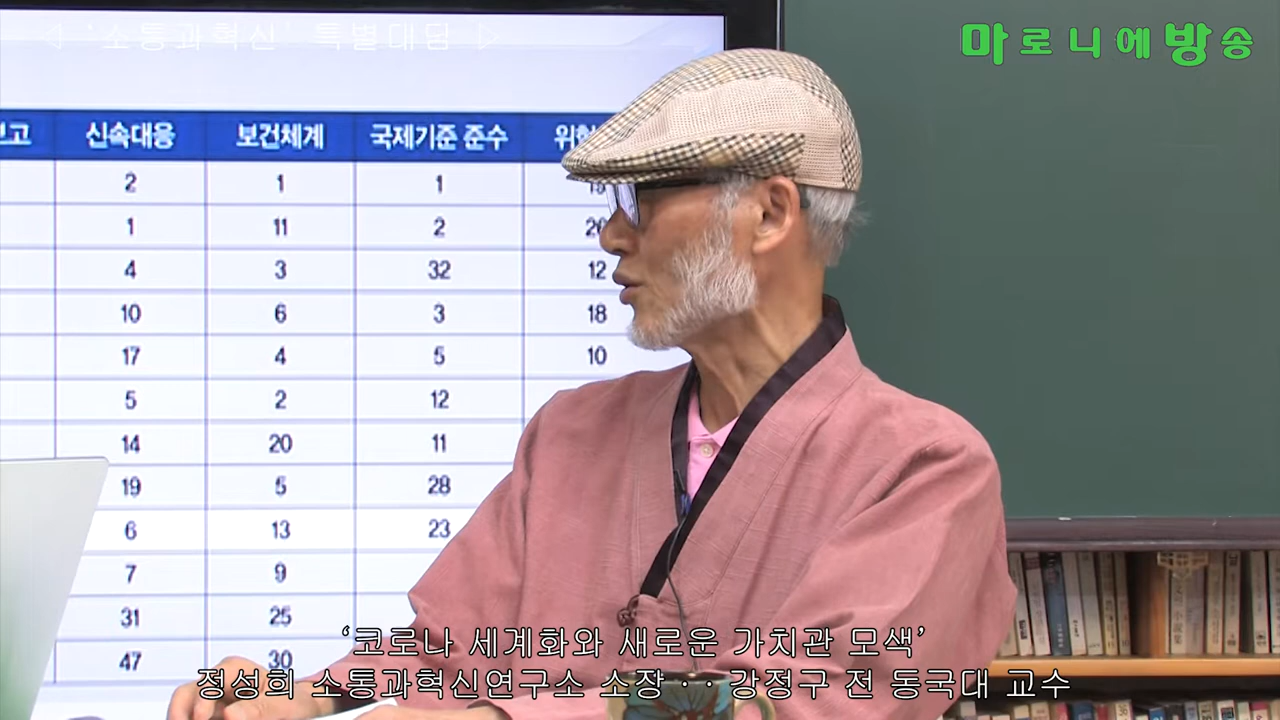 ◁ ‘소통과혁신’ 특별대담 ▷
마로니에방송
보고 신속대응 보건체계 국제기준 준수
2 1 1
1 11 2
4 3 32 12
10 6 3 18
17 4 5 10
5 2 12
14 20 11
19 5 28
6 13 23
7 9
31 25
47 30
‘코로나 세계화와 새로운 가치관 모색’
정성희 소통과혁신연구소 소장 ·· 강정구 전 동국대 교수